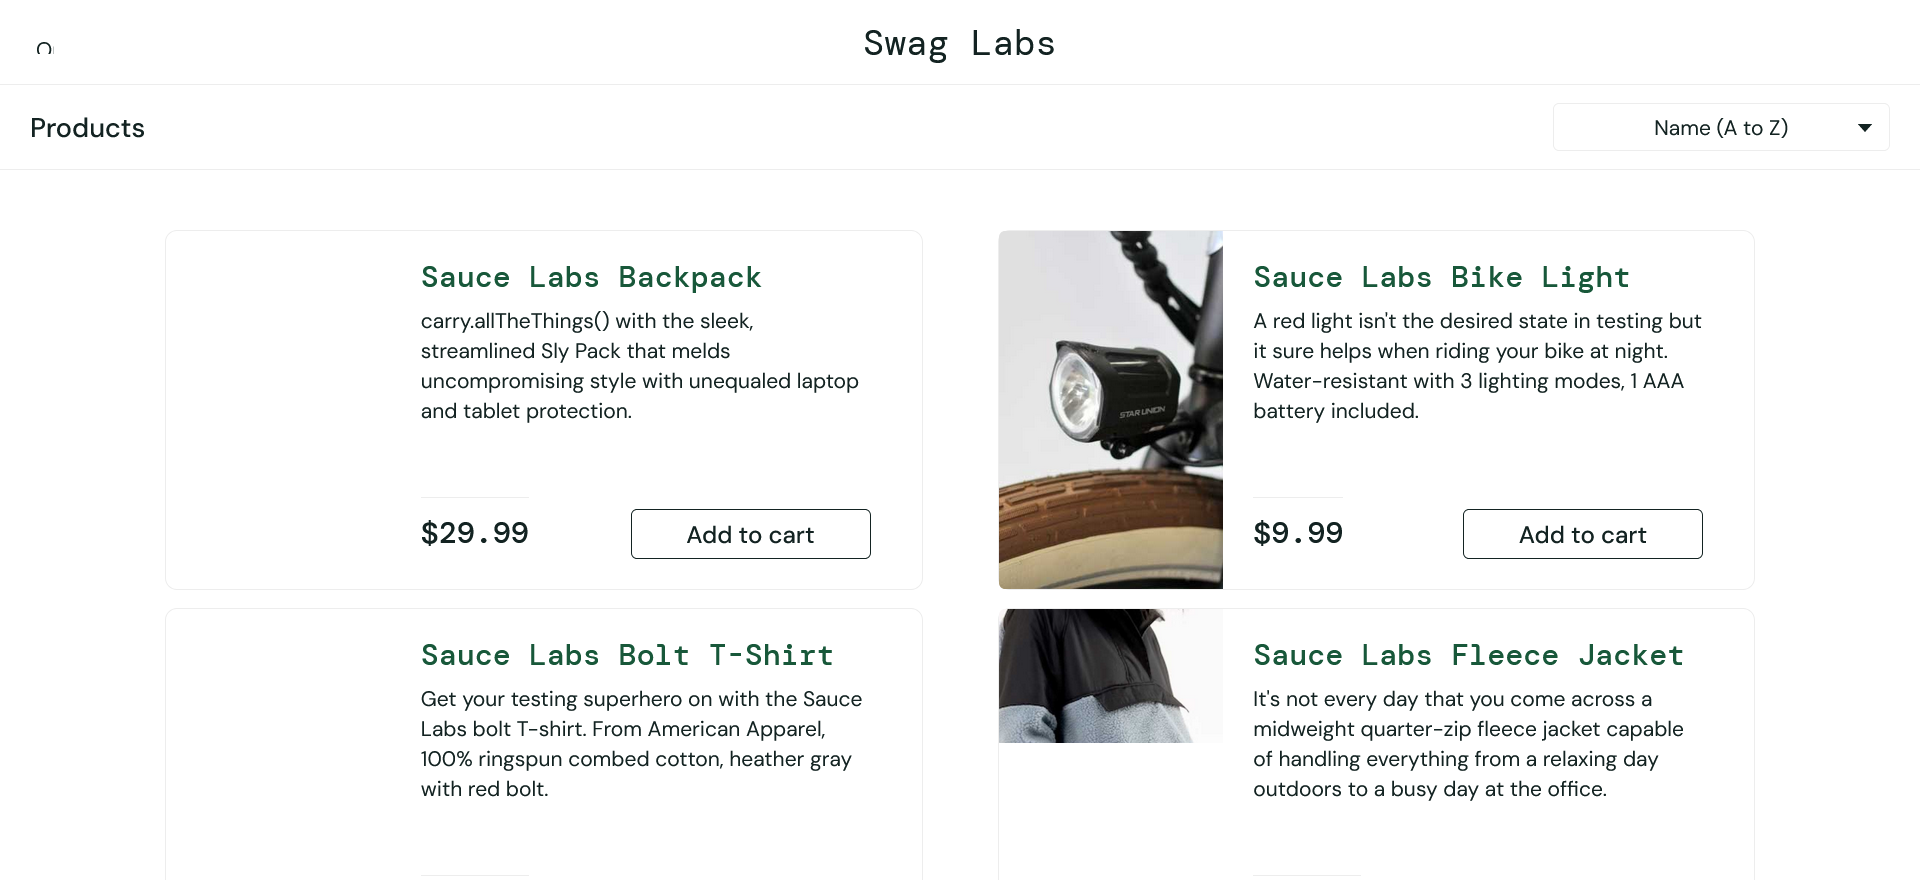 Swag Labs
Products
Name (A to Z)
Sauce Labs Backpack
carry.allTheThings() with the sleek,
streamlined Sly Pack that melds
uncompromising style with unequaled laptop
and tablet protection.
$29.99
Add to cart
STAR UNION
Sauce Labs Bike Light
A red light isn't the desired state in testing but
it sure helps when riding your bike at night.
Water-resistant with 3 lighting modes, 1 AAA
battery included.
$9.99
Add to cart
Sauce Labs Bolt T-Shirt
Get your testing superhero on with the Sauce
Labs bolt T-shirt. From American Apparel,
100% ringspun combed cotton, heather gray
with red bolt.
Sauce Labs Fleece Jacket
It's not every day that you come across a
midweight quarter-zip fleece jacket capable
of handling everything from a relaxing day
outdoors to a busy day at the office.